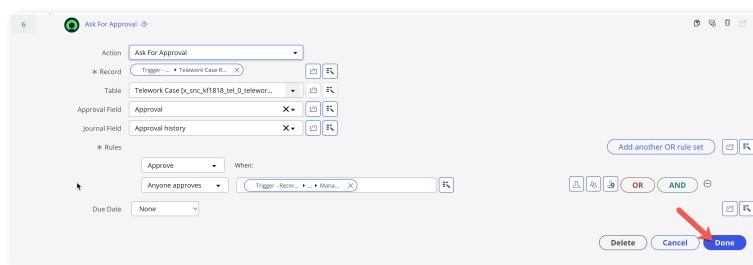 6 Ask For Approval
Action Ask For Approval
* Record Trigger - ... ▸ Telework Case R... X
Table Telework Case [x_snc_kf1818_tel_0_telewor...
Approval Field Approval X
Journal Field Approval history X
* Rules Add another OR rule set
Approve When:
Anyone approves Trigger - Recor... ▸ ... ▸ Mana... X OR AND
Due Date None
Delete Cancel Done